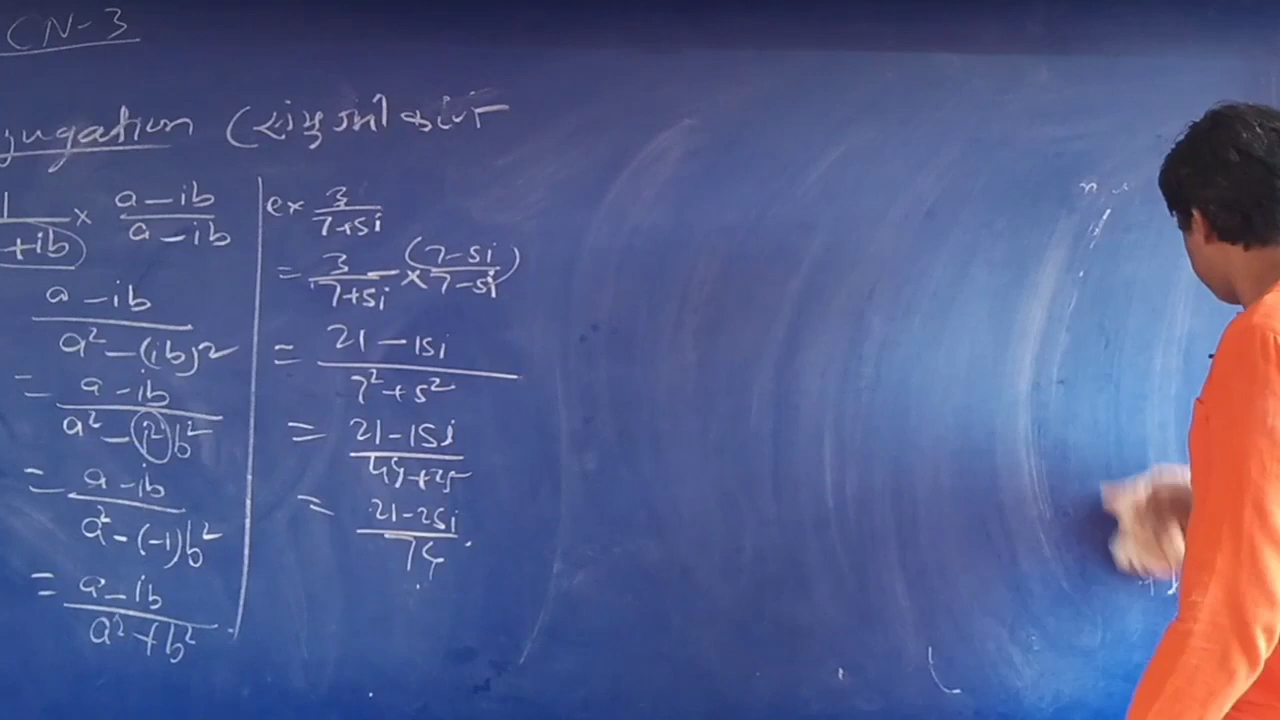 CN-3
jugation (
1/+ib) × a-ib/a-ib
a-ib/a²-(ib)²
= a-ib/a²-i²b²
= a-ib/a²-(-1)b²
= a-ib/a²+b²
ex 3/7+5i
= 3/7+5i × (7-5i/7-5i)
= 21-15i/7²+5²
= 21-15i/49+25
= 21-25i/74